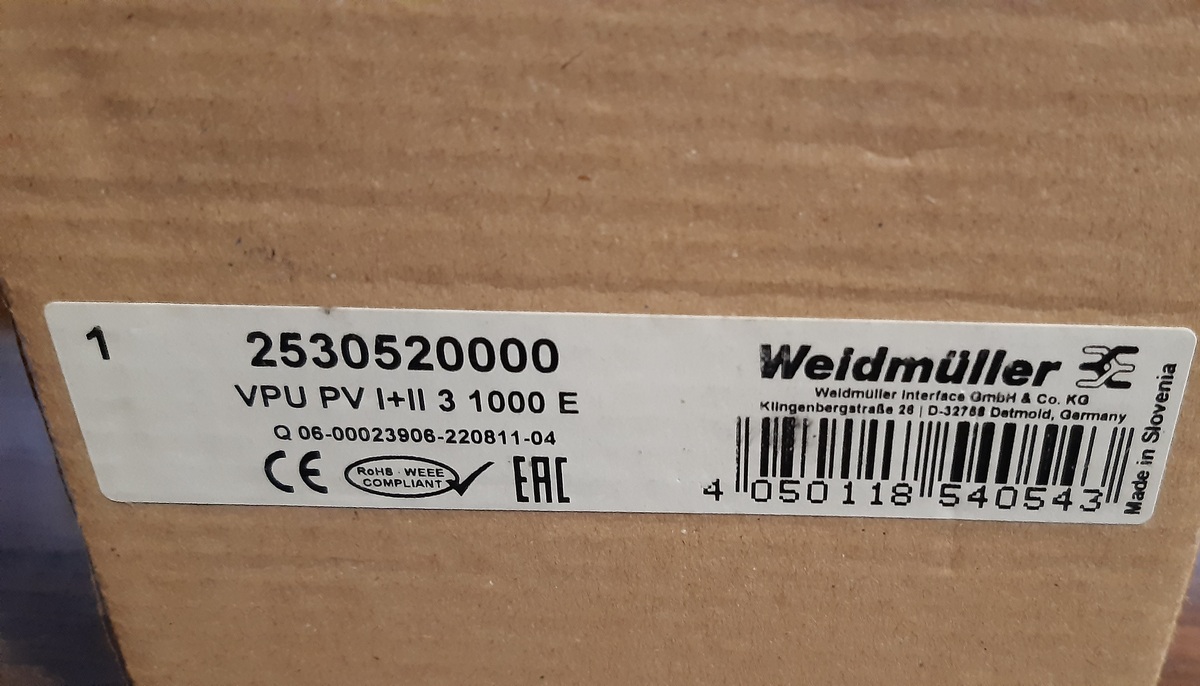 1
2530520000
VPU PV I+II 3 1000 E
Q 06-00023906-220811-04
CE
RoHS · WEEE
COMPLIANT
EAC
Weidmüller
Weidmüller Interface GmbH & Co. KG
Klingenbergstraße 26 | D-32758 Detmold, Germany
4 050118 540543
Made in Slovenia